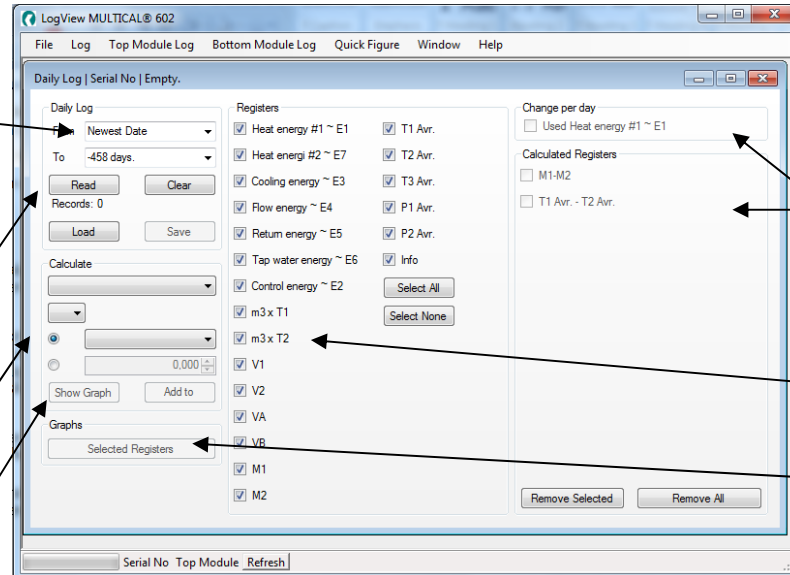 LogView MULTICAL® 602
File Log Top Module Log Bottom Module Log Quick Figure Window Help
Daily Log | Serial No | Empty.
Daily Log
Newest Date
To -458 days.
Read Clear
Records: 0
Load Save
Calculate
0,000
Show Graph Add to
Graphs
Selected Registers
Registers
Heat energy #1 ~ E1
Heat energi #2 ~ E7
Cooling energy ~ E3
Flow energy ~ E4
Return energy ~ E5
Tap water energy ~ E6
Control energy ~ E2
m3 x T1
m3 x T2
V1
V2
VA
VB
M1
M2
T1 Avr.
T2 Avr.
T3 Avr.
P1 Avr.
P2 Avr.
Info
Select All
Select None
Change per day
Used Heat energy #1 ~ E1
Calculated Registers
M1-M2
T1 Avr. - T2 Avr.
Remove Selected Remove All
Serial No Top Module Refresh